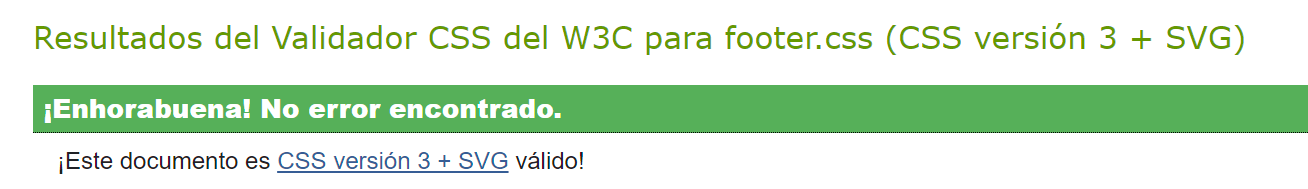 Resultados del Validador CSS del W3C para footer.css (CSS versión 3 + SVG)
¡Enhorabuena! No error encontrado.
¡Este documento es CSS versión 3 + SVG válido!